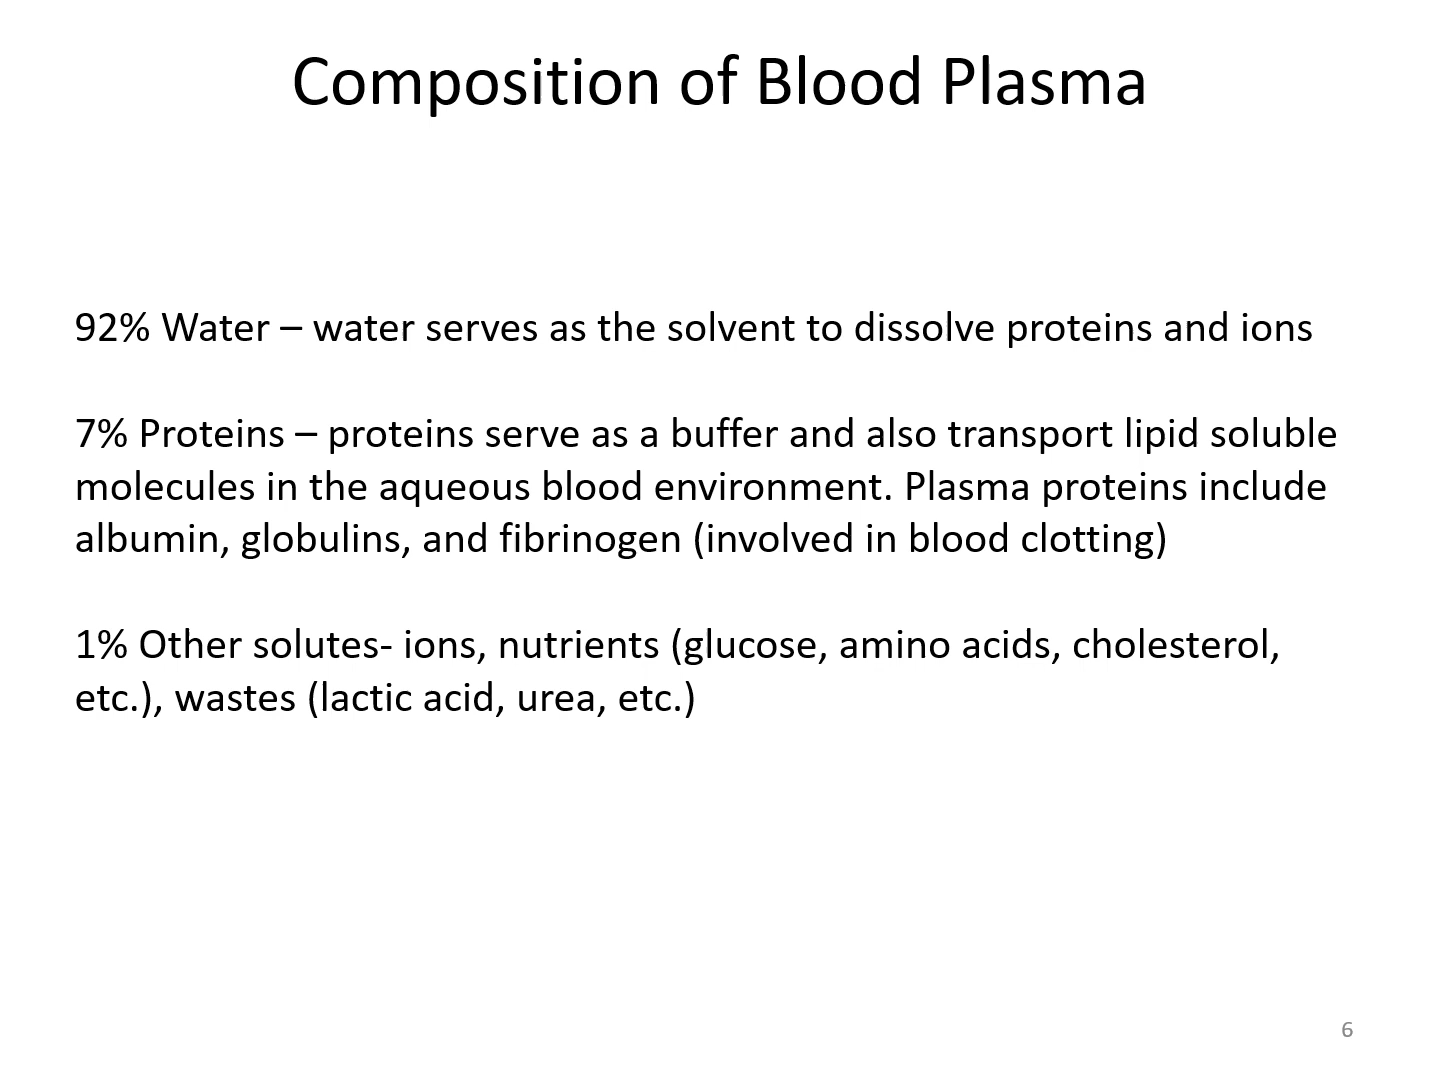 Composition of Blood Plasma
92% Water – water serves as the solvent to dissolve proteins and ions
7% Proteins – proteins serve as a buffer and also transport lipid soluble
molecules in the aqueous blood environment. Plasma proteins include
albumin, globulins, and fibrinogen (involved in blood clotting)
1% Other solutes- ions, nutrients (glucose, amino acids, cholesterol,
etc.), wastes (lactic acid, urea, etc.)
6